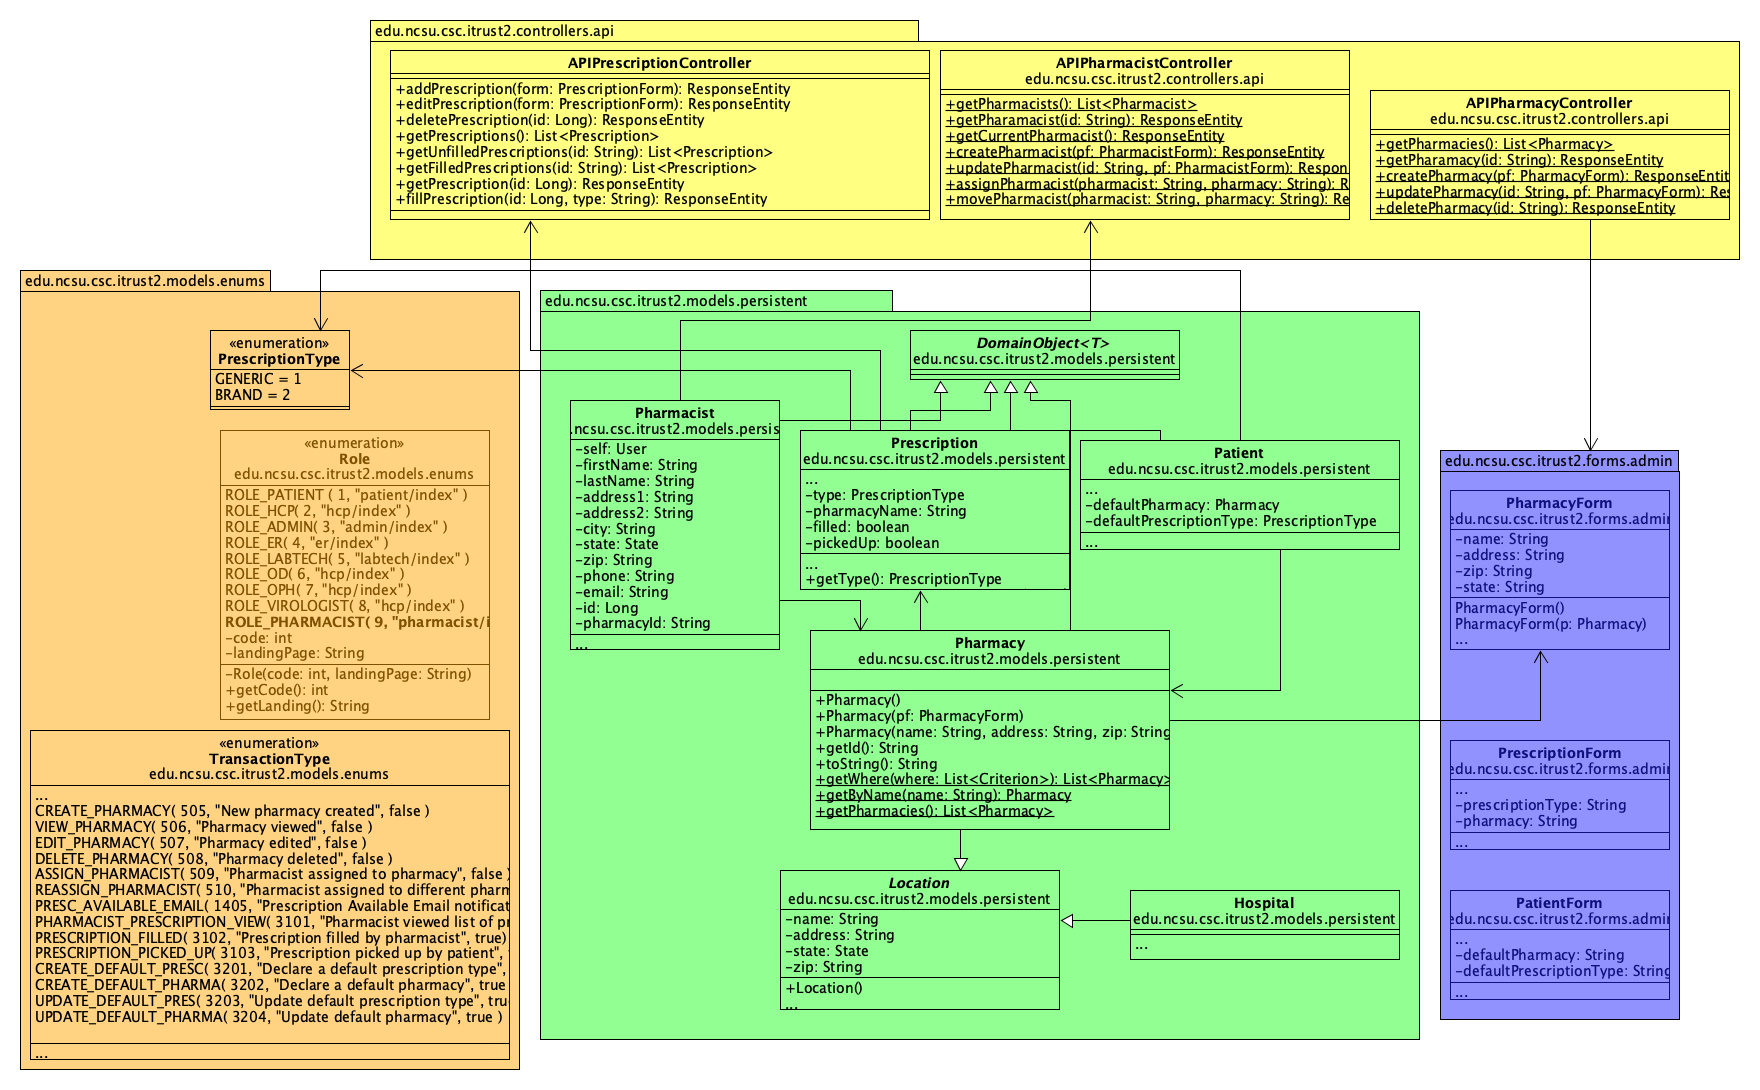 edu.ncsu.csc.itrust2.controllers.api
APIPrescriptionController
+addPrescription(form: PrescriptionForm): ResponseEntity
+editPrescription(form: PrescriptionForm): ResponseEntity
+deletePrescription(id: Long): ResponseEntity
+getPrescriptions(): List<Prescription>
+getUnfilledPrescriptions(id: String): List<Prescription>
+getFilledPrescriptions(id: String): List<Prescription>
+getPrescription(id: Long): ResponseEntity
+fillPrescription(id: Long, type: String): ResponseEntity
APIPharmacistController
edu.ncsu.csc.itrust2.controllers.api
+getPharmacists(): List<Pharmacist>
+getPharamacist(id: String): ResponseEntity
+getCurrentPharmacist(): ResponseEntity
+createPharmacist(pf: PharmacistForm): ResponseEntity
+updatePharmacist(id: String, pf: PharmacistForm): Respon
+assignPharmacist(pharmacist: String, pharmacy: String): R
+movePharmacist(pharmacist: String, pharmacy: String): Re
APIPharmacyController
edu.ncsu.csc.itrust2.controllers.api
+getPharmacies(): List<Pharmacy>
+getPharamacy(id: String): ResponseEntity
+createPharmacy(pf: PharmacyForm): ResponseEntit
+updatePharmacy(id: String, pf: PharmacyForm): Res
+deletePharmacy(id: String): ResponseEntity
edu.ncsu.csc.itrust2.models.enums
«enumeration»
PrescriptionType
GENERIC = 1
BRAND = 2
«enumeration»
Role
edu.ncsu.csc.itrust2.models.enums
ROLE_PATIENT ( 1, "patient/index" )
ROLE_HCP( 2, "hcp/index" )
ROLE_ADMIN( 3, "admin/index" )
ROLE_ER( 4, "er/index" )
ROLE_LABTECH( 5, "labtech/index" )
ROLE_OD( 6, "hcp/index" )
ROLE_OPH( 7, "hcp/index" )
ROLE_VIROLOGIST( 8, "hcp/index" )
ROLE_PHARMACIST( 9, "pharmacist/i
-code: int
-landingPage: String
-Role(code: int, landingPage: String)
+getCode(): int
+getLanding(): String
«enumeration»
TransactionType
edu.ncsu.csc.itrust2.models.enums
...
CREATE_PHARMACY( 505, "New pharmacy created", false )
VIEW_PHARMACY( 506, "Pharmacy viewed", false )
EDIT_PHARMACY( 507, "Pharmacy edited", false )
DELETE_PHARMACY( 508, "Pharmacy deleted", false )
ASSIGN_PHARMACIST( 509, "Pharmacist assigned to pharmacy", false )
REASSIGN_PHARMACIST( 510, "Pharmacist assigned to different pharm
PRESC_AVAILABLE_EMAIL( 1405, "Prescription Available Email notificat
PHARMACIST_PRESCRIPTION_VIEW( 3101, "Pharmacist viewed list of pr
PRESCRIPTION_FILLED( 3102, "Prescription filled by pharmacist", true)
PRESCRIPTION_PICKED_UP( 3103, "Prescription picked up by patient",
CREATE_DEFAULT_PRESC( 3201, "Declare a default prescription type",
CREATE_DEFAULT_PHARMA( 3202, "Declare a default pharmacy", true
UPDATE_DEFAULT_PRES( 3203, "Update default prescription type", tru
UPDATE_DEFAULT_PHARMA( 3204, "Update default pharmacy", true )
...
edu.ncsu.csc.itrust2.models.persistent
DomainObject<T>
edu.ncsu.csc.itrust2.models.persistent
Pharmacist
.ncsu.csc.itrust2.models.persis
-self: User
-firstName: String
-lastName: String
-address1: String
-address2: String
-city: String
-state: State
-zip: String
-phone: String
-email: String
-id: Long
-pharmacyId: String
...
Prescription
edu.ncsu.csc.itrust2.models.persistent
...
-type: PrescriptionType
-pharmacyName: String
-filled: boolean
-pickedUp: boolean
...
+getType(): PrescriptionType
Patient
edu.ncsu.csc.itrust2.models.persistent
...
-defaultPharmacy: Pharmacy
-defaultPrescriptionType: PrescriptionType
...
Pharmacy
edu.ncsu.csc.itrust2.models.persistent
+Pharmacy()
+Pharmacy(pf: PharmacyForm)
+Pharmacy(name: String, address: String, zip: String
+getId(): String
+toString(): String
+getWhere(where: List<Criterion>): List<Pharmacy>
+getByName(name: String): Pharmacy
+getPharmacies(): List<Pharmacy>
Location
edu.ncsu.csc.itrust2.models.persistent
-name: String
-address: String
-state: State
-zip: String
+Location()
...
Hospital
edu.ncsu.csc.itrust2.models.persistent
...
edu.ncsu.csc.itrust2.forms.admin
PharmacyForm
edu.ncsu.csc.itrust2.forms.admin
-name: String
-address: String
-zip: String
-state: String
PharmacyForm()
PharmacyForm(p: Pharmacy)
...
PrescriptionForm
edu.ncsu.csc.itrust2.forms.admin
...
-prescriptionType: String
-pharmacy: String
...
PatientForm
edu.ncsu.csc.itrust2.forms.admin
...
-defaultPharmacy: String
-defaultPrescriptionType: String
...